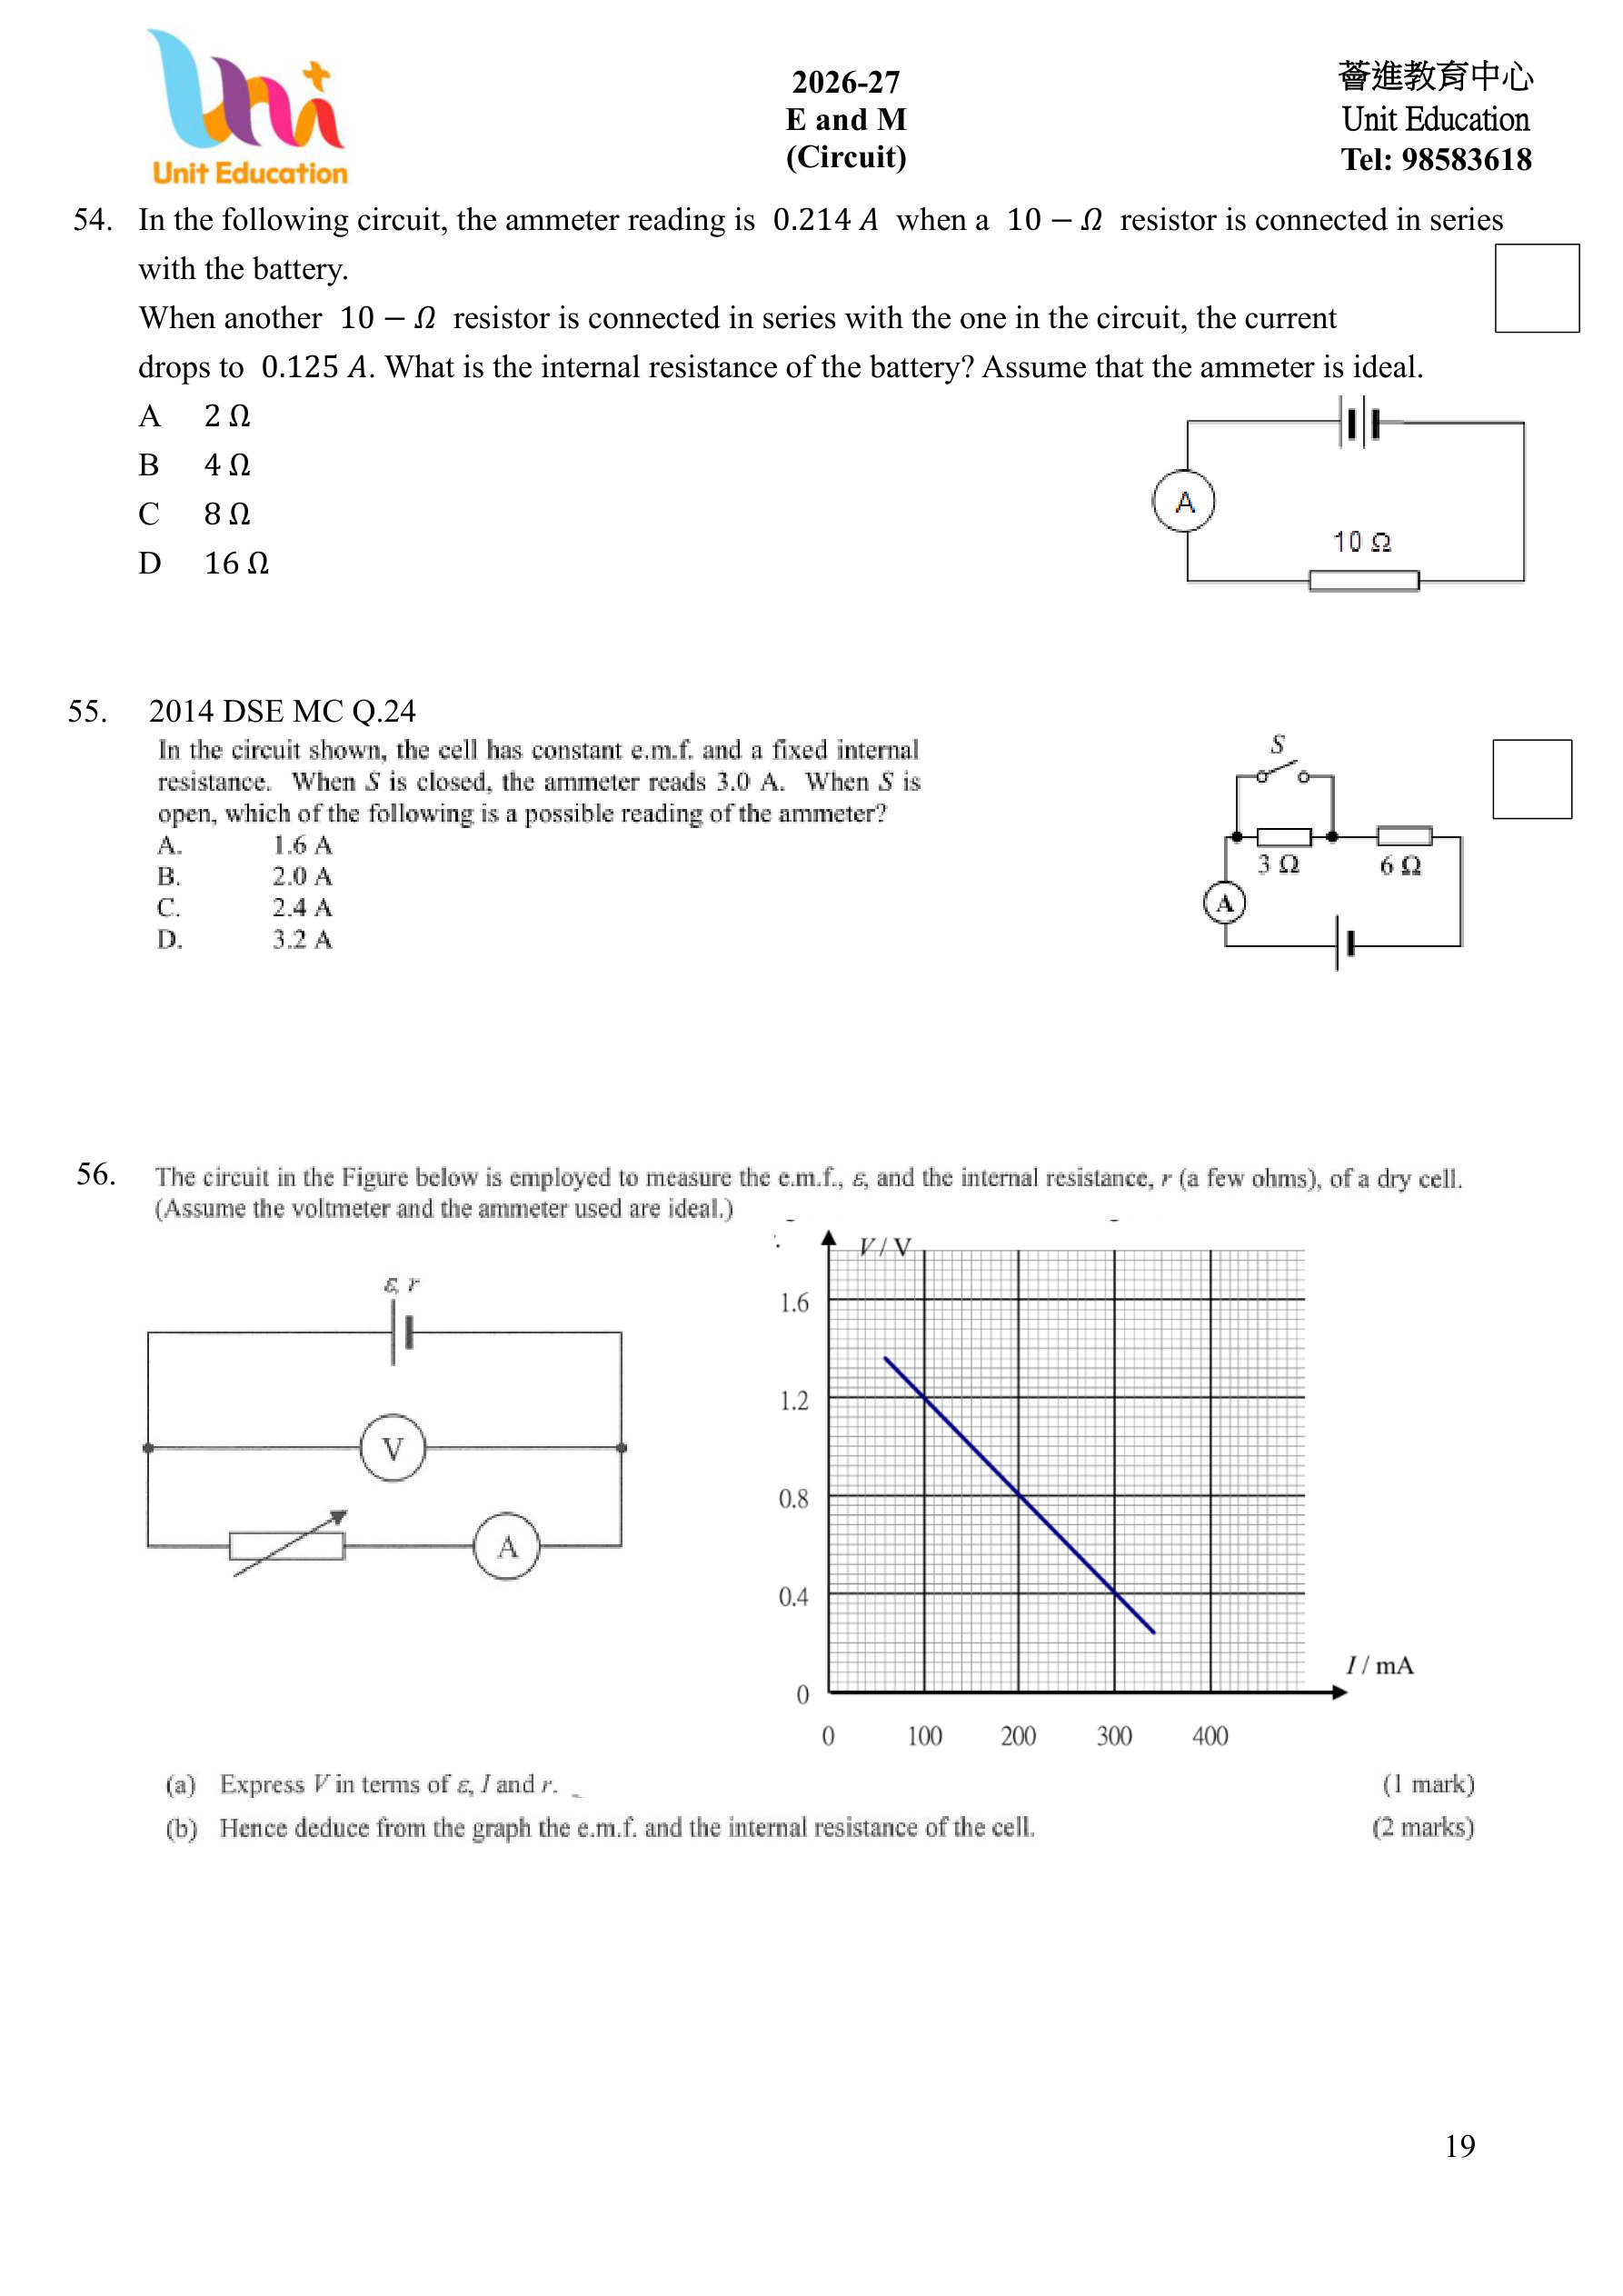 Unit Education
2026-27
E and M
(Circuit)
薈進教育中心
Unit Education
Tel: 98583618
54. In the following circuit, the ammeter reading is 0.214 A when a 10 − Ω resistor is connected in series
with the battery.
When another 10 − Ω resistor is connected in series with the one in the circuit, the current
drops to 0.125 A. What is the internal resistance of the battery? Assume that the ammeter is ideal.
A 2 Ω
B 4 Ω
C 8 Ω
D 16 Ω
A
10 Ω
55. 2014 DSE MC Q.24
In the circuit shown, the cell has constant e.m.f. and a fixed internal
resistance. When S is closed, the ammeter reads 3.0 A. When S is
open, which of the following is a possible reading of the ammeter?
A. 1.6 A
B. 2.0 A
C. 2.4 A
D. 3.2 A
S
3 Ω 6 Ω
A
56. The circuit in the Figure below is employed to measure the e.m.f., ε, and the internal resistance, r (a few ohms), of a dry cell.
(Assume the voltmeter and the ammeter used are ideal.)
ε, r
V
A
V / V
1.6
1.2
0.8
0.4
0
I / mA
0 100 200 300 400
(a) Express V in terms of ε, I and r. (1 mark)
(b) Hence deduce from the graph the e.m.f. and the internal resistance of the cell. (2 marks)
19